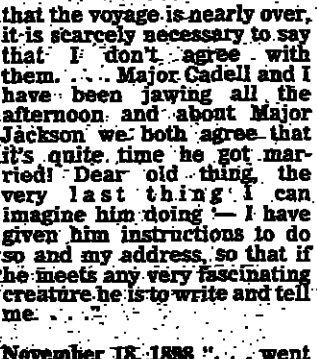 that the voyage is nearly over,
it is scarcely necessary to say
that I don't agree with
them. . . . Major Cadell and I
have been jawing all the
afternoon and about Major
Jackson we both agree that
it's quite time he got mar-
ried! Dear old thing, the
very last thing I can
imagine him doing — I have
given him instructions to do
so and my address, so that if
he meets any very fascinating
creature he is to write and tell
me. . . ."
November 18, 1888 ". . . went